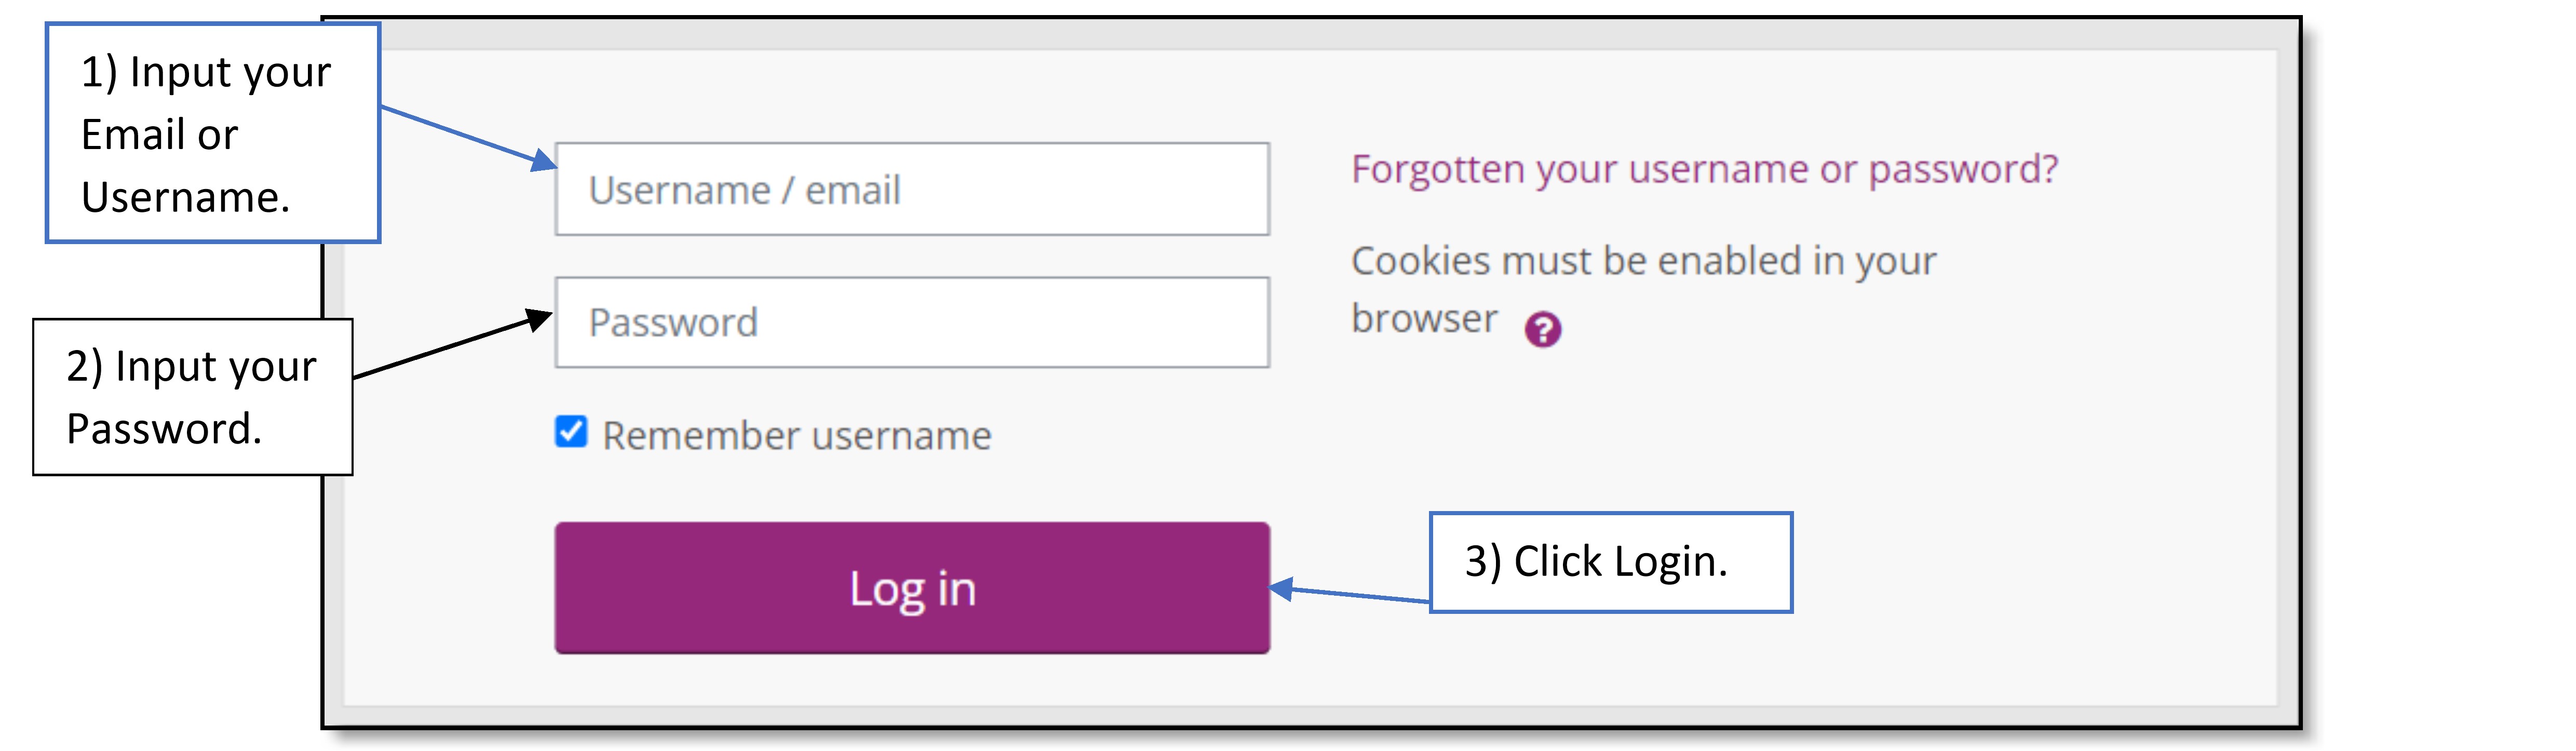 1) Input your
Email or
Username.
Username / email
Forgotten your username or password?
Cookies must be enabled in your
browser ?
2) Input your
Password.
Password
Remember username
Log in
3) Click Login.